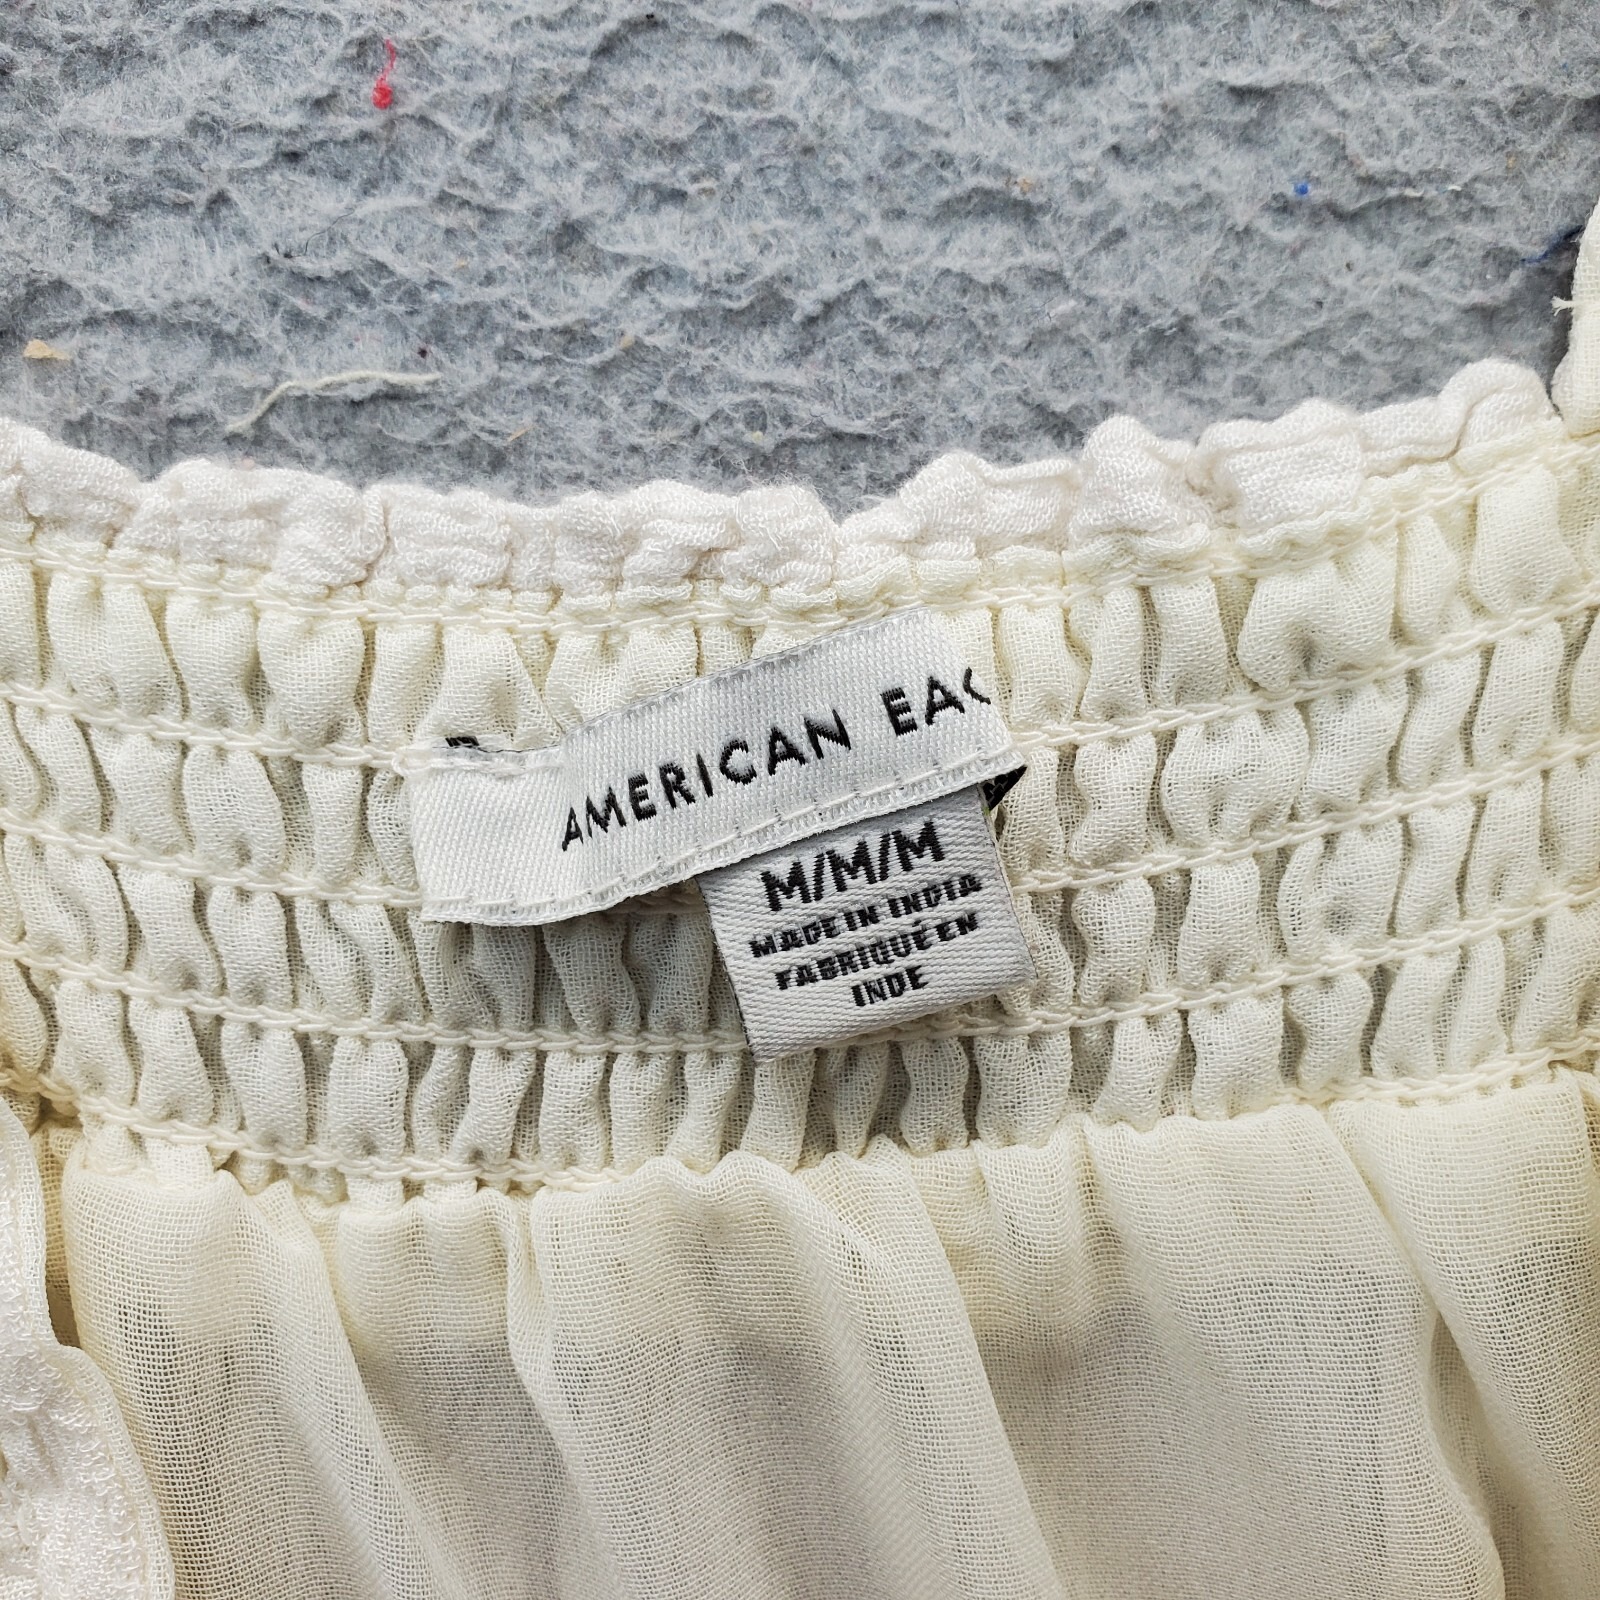 AMERICAN EAG
M/M/M
MADE IN INDIA
FABRIQUÉ EN
INDE